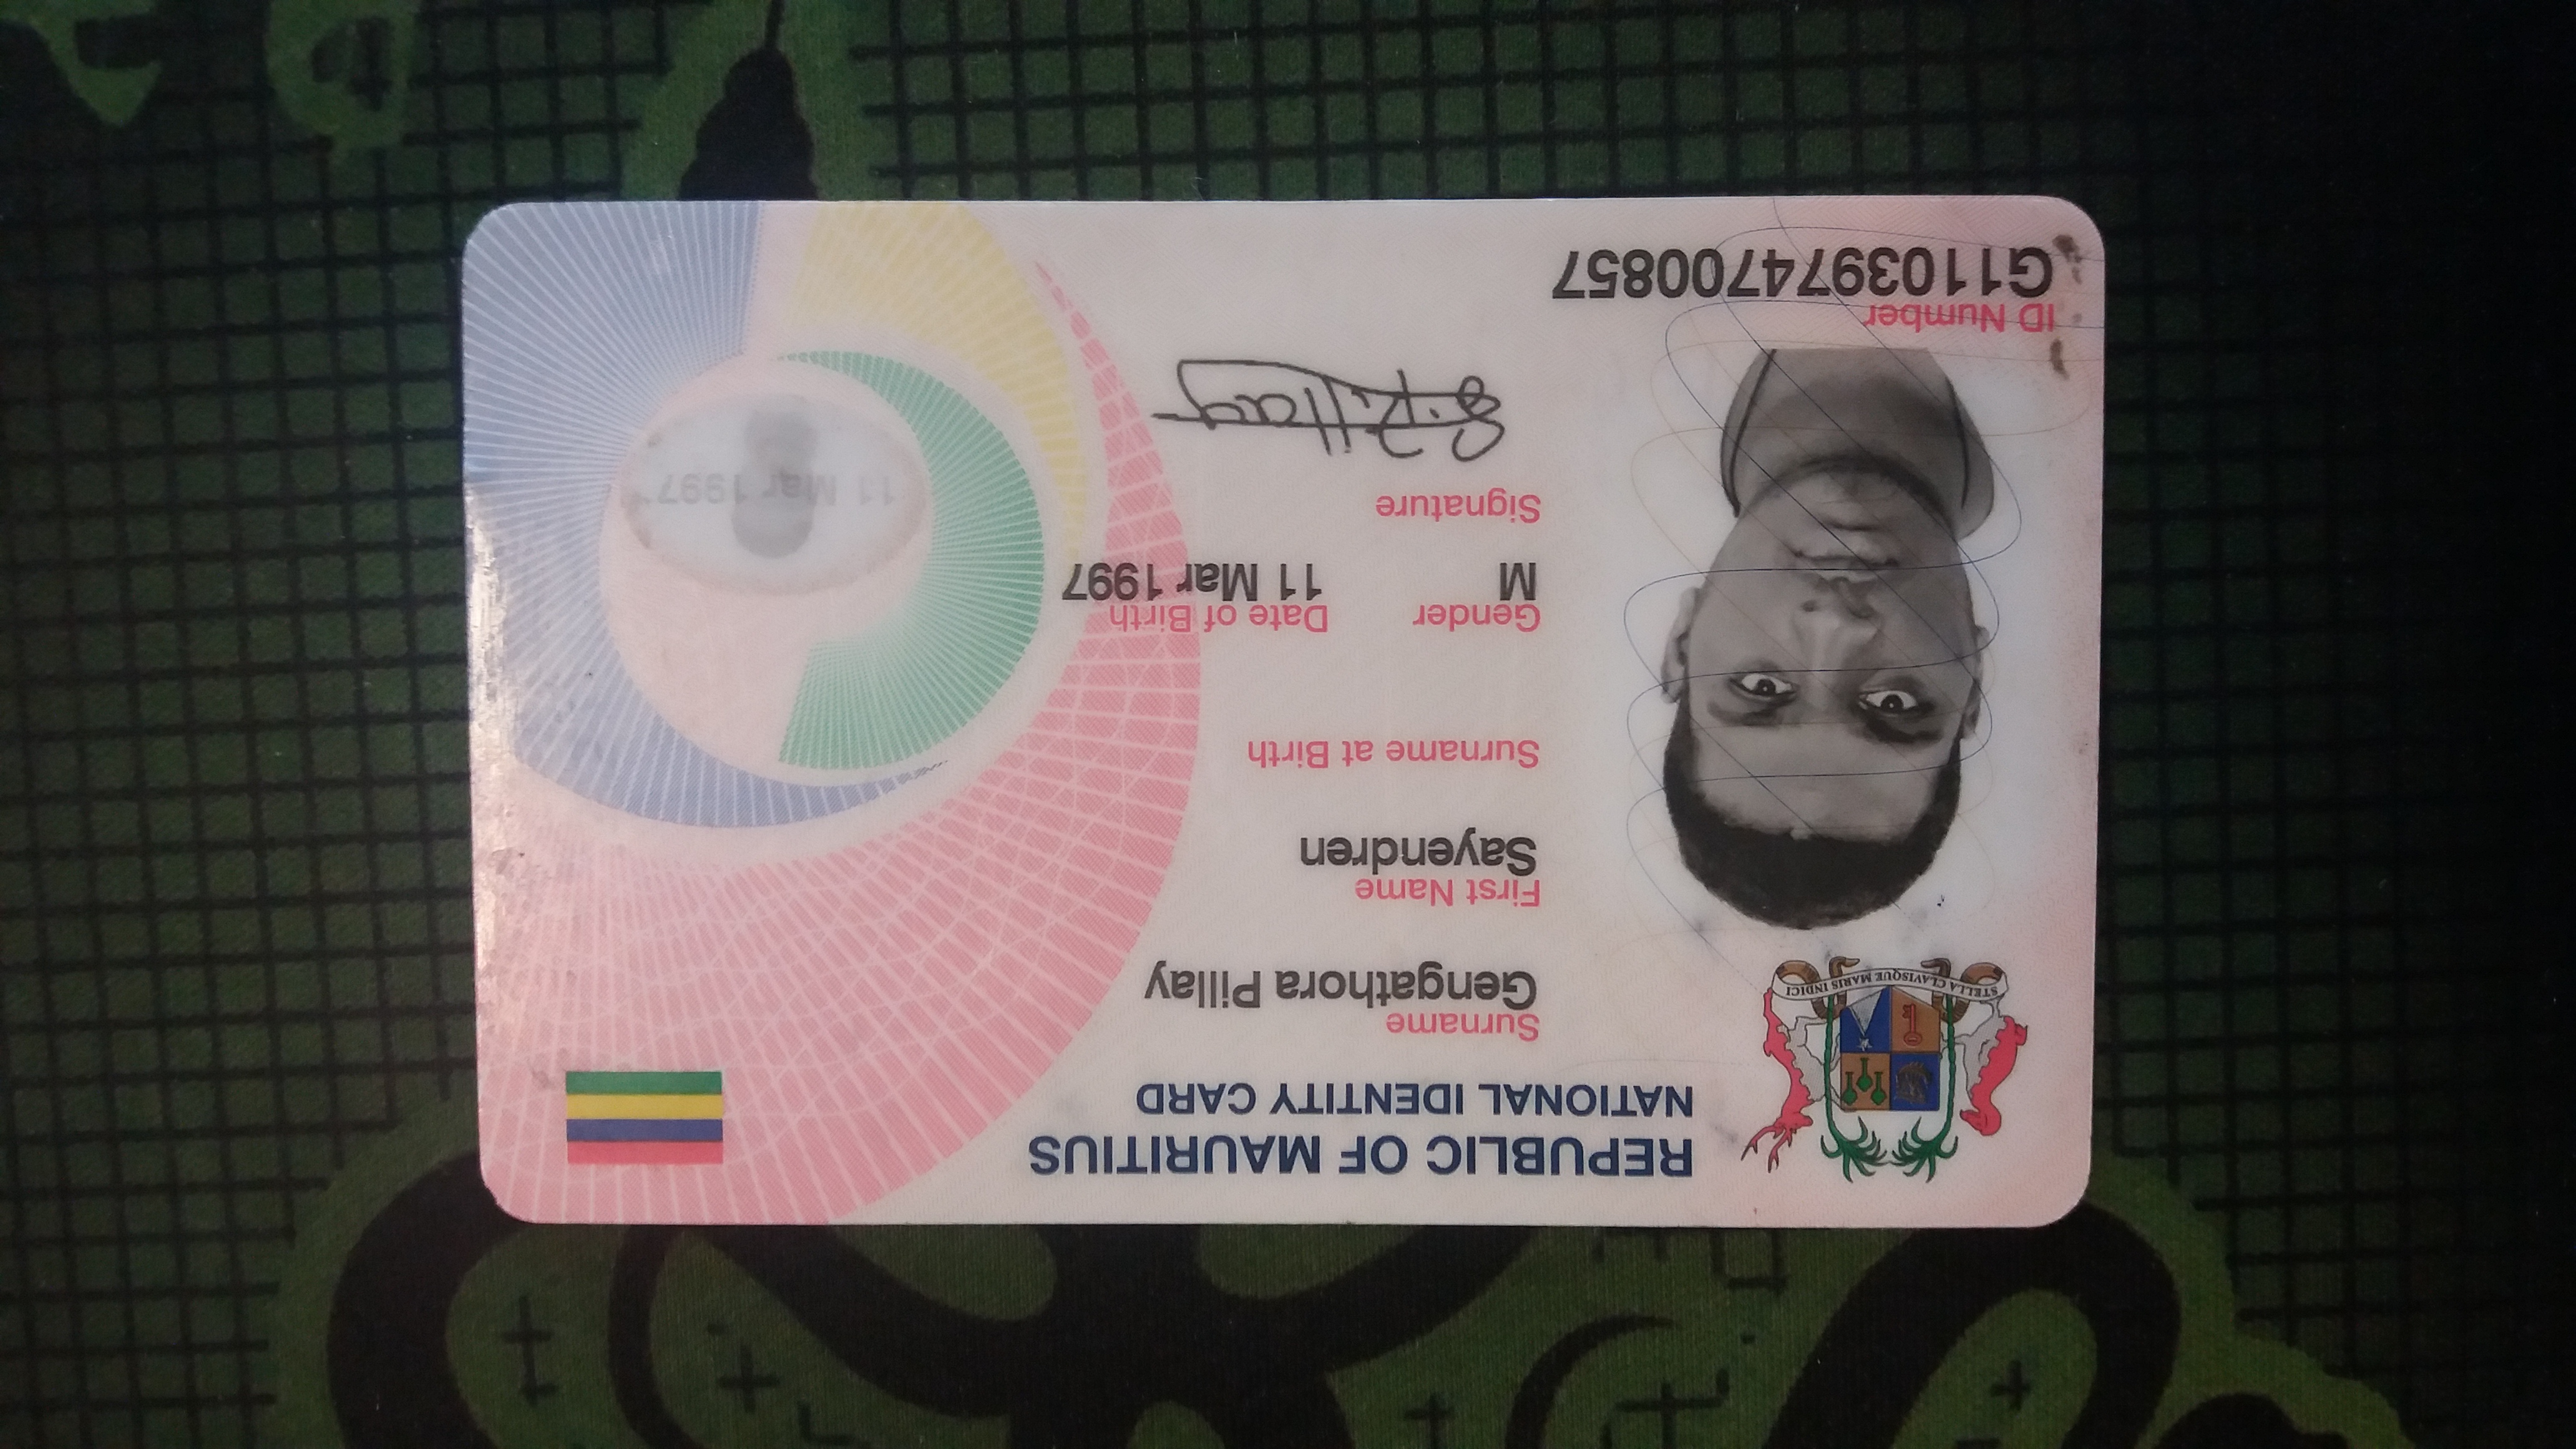 REPUBLIC OF MAURITIUS
NATIONAL IDENTITY CARD
STELLA CLAVISQUE MARIS INDICI
Surname
Gengathora Pillay
First Name
Sayendren
Surname at Birth
Gender Date of Birth
M 11 Mar 1997
Signature
S. Pillay
11 Mar 1997
ID Number
G1103974700857